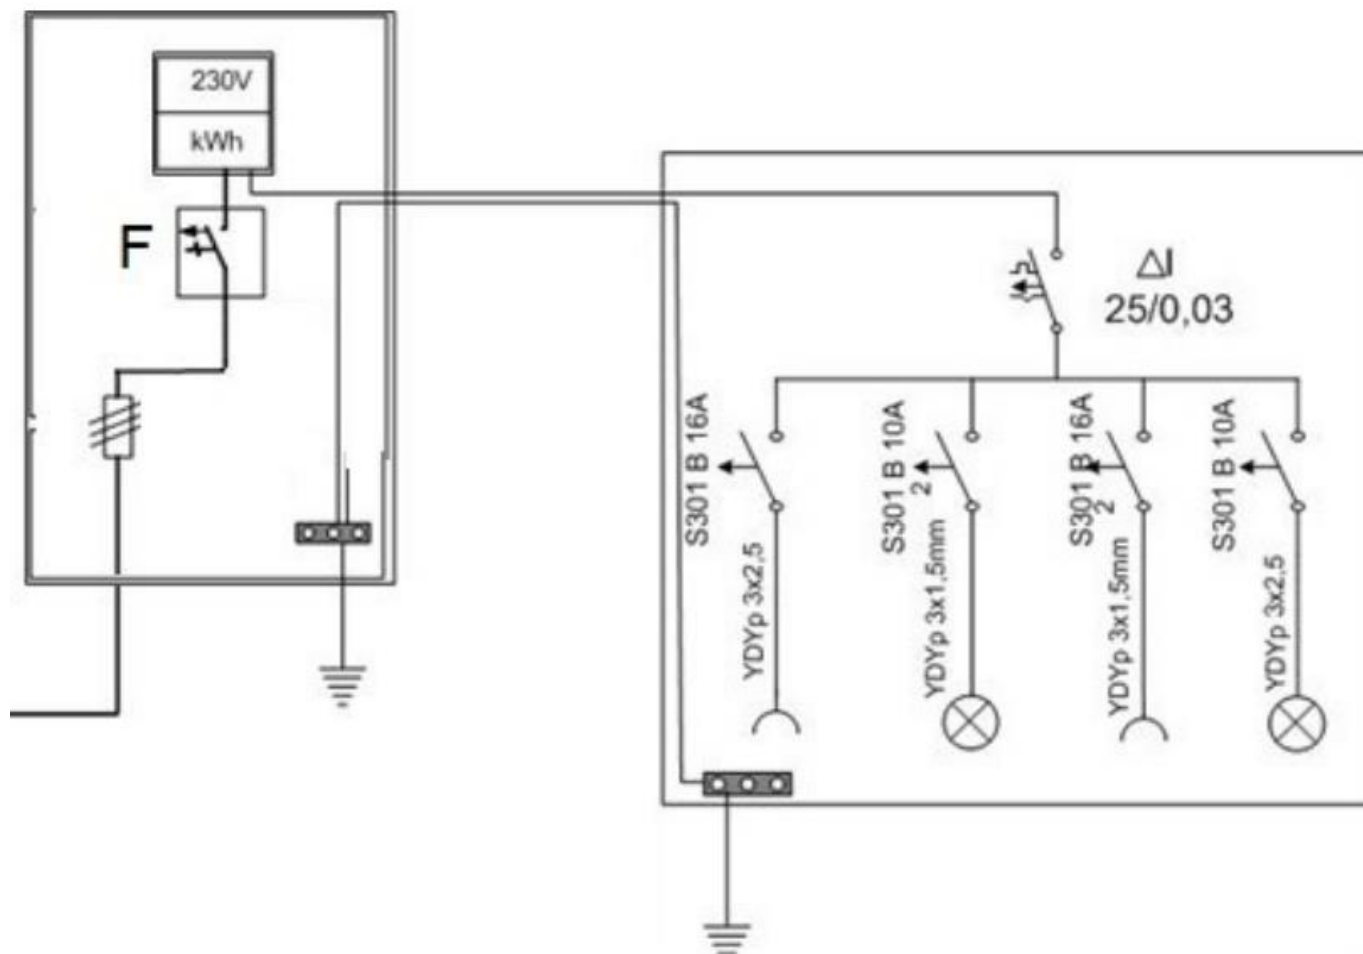 230V
kWh
F
ΔI
25/0,03
S301 B 16A
S301 B 10A
2
S301 B 16A
2
S301 B 10A
YDYp 3x2,5
YDYp 3x1,5mm
YDYp 3x1,5mm
YDYp 3x2,5